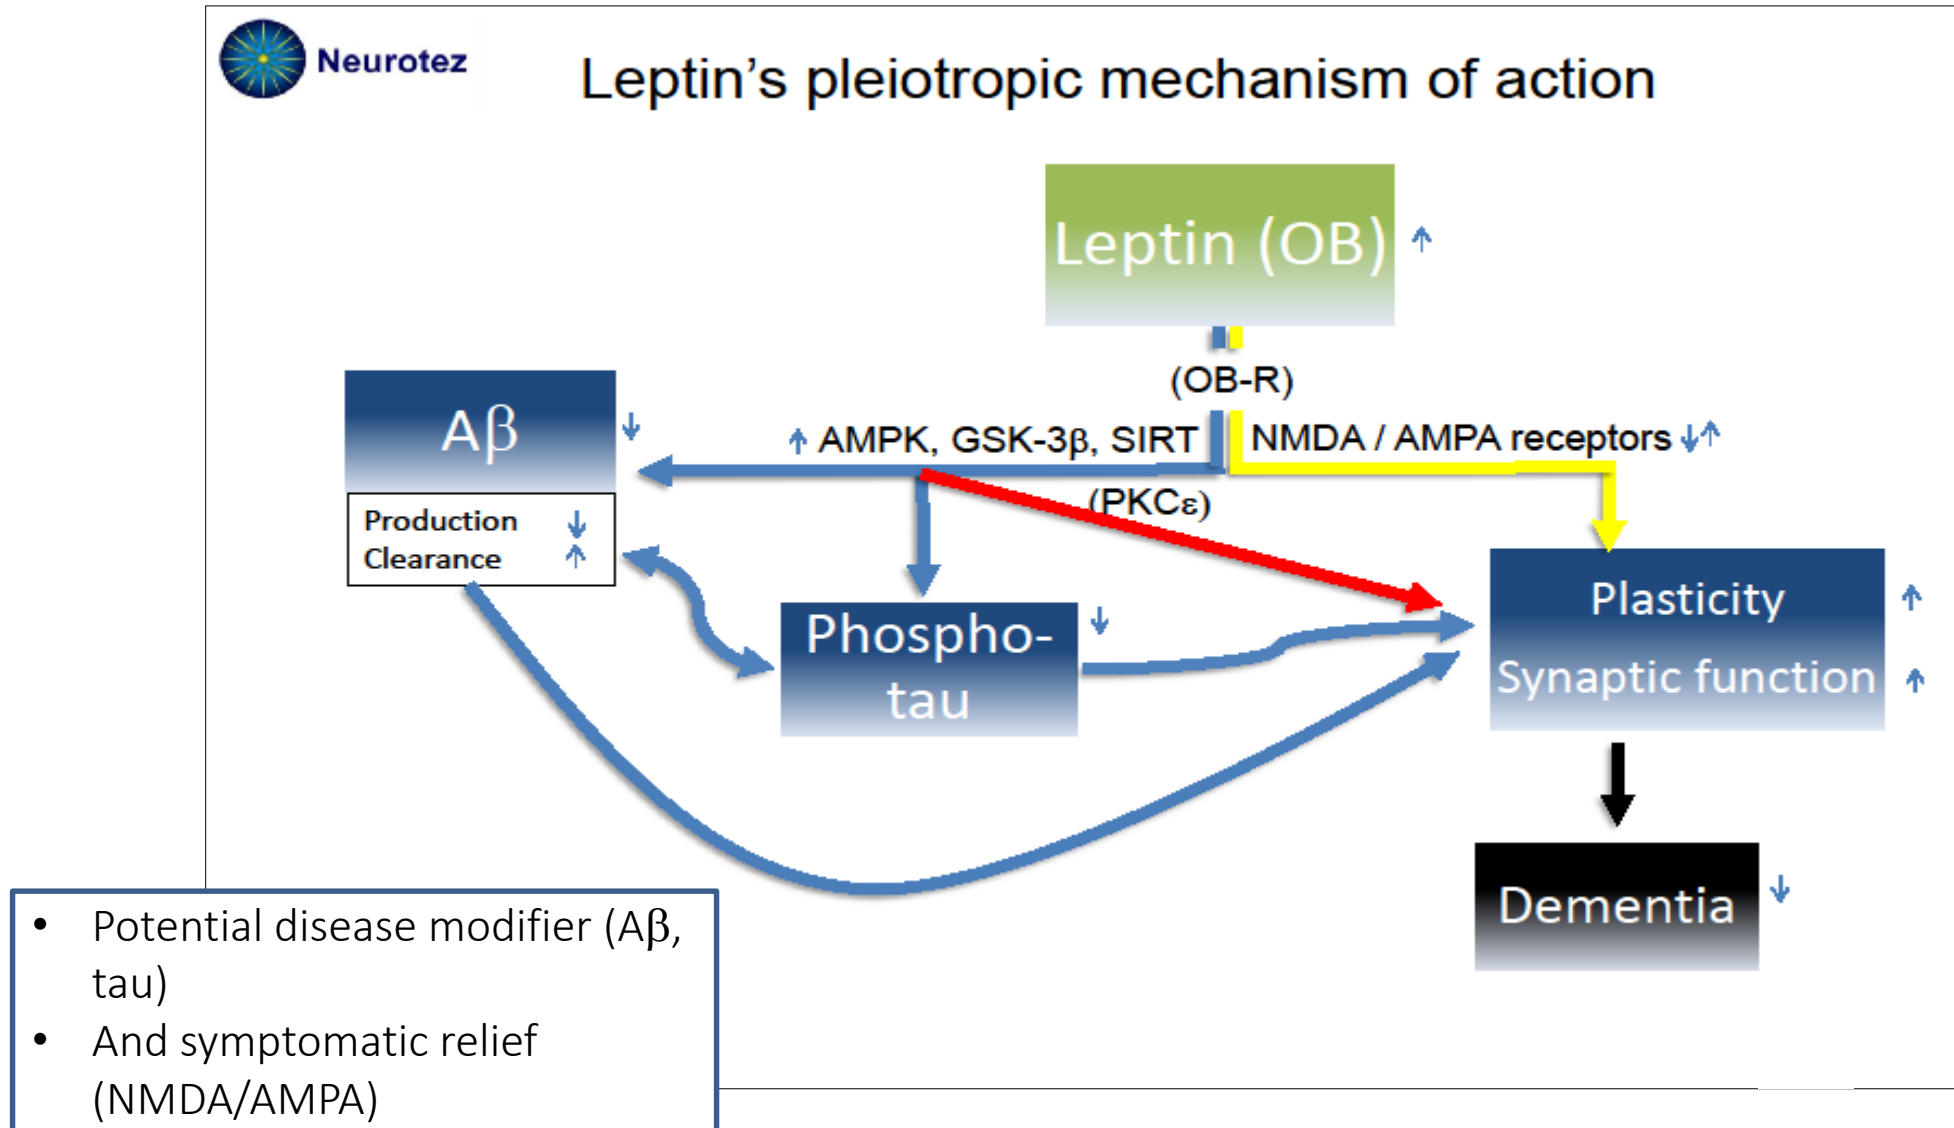 Neurotez
Leptin’s pleiotropic mechanism of action
Leptin (OB) ↑
(OB-R)
Aβ ↓
↑ AMPK, GSK-3β, SIRT
NMDA / AMPA receptors ↓↑
(PKCε)
Production ↓
Clearance ↑
Phospho- ↓
tau
Plasticity ↑
Synaptic function ↑
Dementia ↓
• Potential disease modifier (Aβ,
tau)
• And symptomatic relief
(NMDA/AMPA)